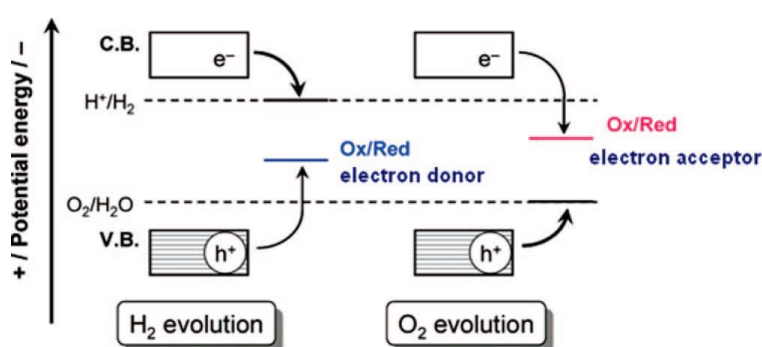 + / Potential energy / –
C.B.
e–
e–
H+/H2
Ox/Red
electron donor
Ox/Red
electron acceptor
O2/H2O
V.B.
h+
h+
H2 evolution
O2 evolution